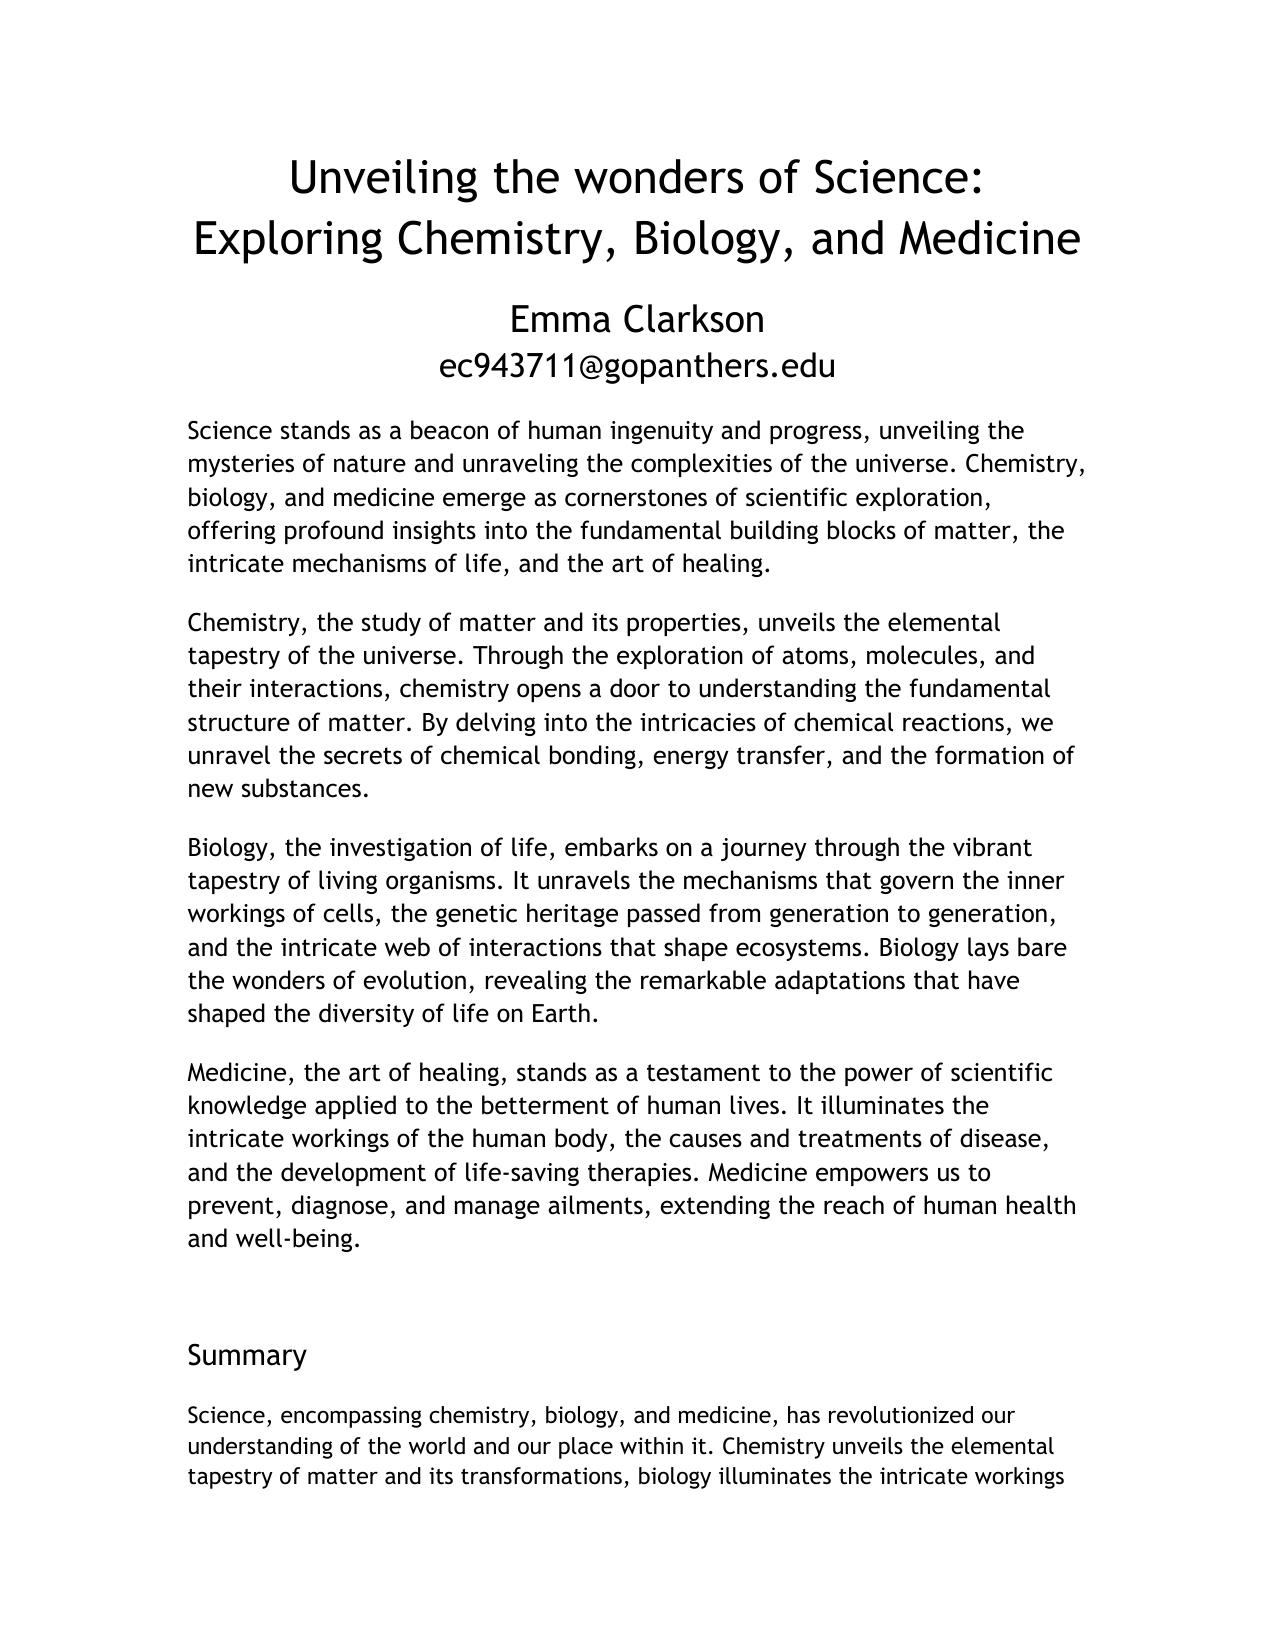 Unveiling the wonders of Science:
Exploring Chemistry, Biology, and Medicine
Emma Clarkson
ec943711@gopanthers.edu
Science stands as a beacon of human ingenuity and progress, unveiling the
mysteries of nature and unraveling the complexities of the universe. Chemistry,
biology, and medicine emerge as cornerstones of scientific exploration,
offering profound insights into the fundamental building blocks of matter, the
intricate mechanisms of life, and the art of healing.
Chemistry, the study of matter and its properties, unveils the elemental
tapestry of the universe. Through the exploration of atoms, molecules, and
their interactions, chemistry opens a door to understanding the fundamental
structure of matter. By delving into the intricacies of chemical reactions, we
unravel the secrets of chemical bonding, energy transfer, and the formation of
new substances.
Biology, the investigation of life, embarks on a journey through the vibrant
tapestry of living organisms. It unravels the mechanisms that govern the inner
workings of cells, the genetic heritage passed from generation to generation,
and the intricate web of interactions that shape ecosystems. Biology lays bare
the wonders of evolution, revealing the remarkable adaptations that have
shaped the diversity of life on Earth.
Medicine, the art of healing, stands as a testament to the power of scientific
knowledge applied to the betterment of human lives. It illuminates the
intricate workings of the human body, the causes and treatments of disease,
and the development of life-saving therapies. Medicine empowers us to
prevent, diagnose, and manage ailments, extending the reach of human health
and well-being.
Summary
Science, encompassing chemistry, biology, and medicine, has revolutionized our
understanding of the world and our place within it. Chemistry unveils the elemental
tapestry of matter and its transformations, biology illuminates the intricate workings